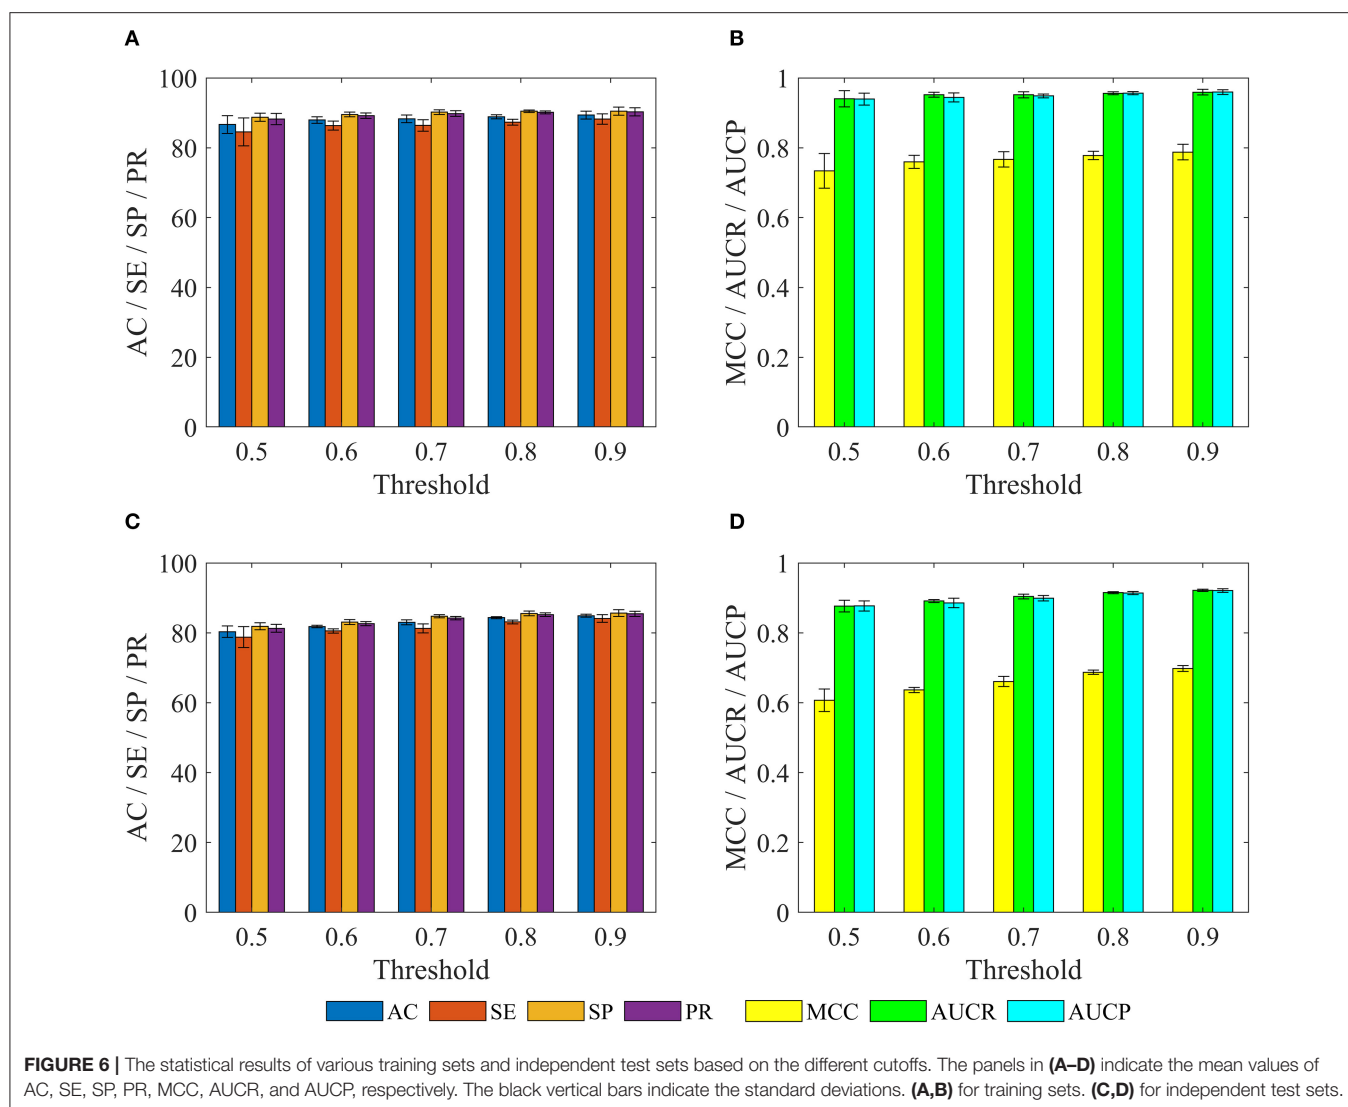 A
100
80
60
40
20
0
AC / SE / SP / PR
0.5 0.6 0.7 0.8 0.9
Threshold
B
1
0.8
0.6
0.4
0.2
0
MCC / AUCR / AUCP
0.5 0.6 0.7 0.8 0.9
Threshold
C
100
80
60
40
20
0
AC / SE / SP / PR
0.5 0.6 0.7 0.8 0.9
Threshold
D
1
0.8
0.6
0.4
0.2
0
MCC / AUCR / AUCP
0.5 0.6 0.7 0.8 0.9
Threshold
AC SE SP PR MCC AUCR AUCP
FIGURE 6 | The statistical results of various training sets and independent test sets based on the different cutoffs. The panels in (A–D) indicate the mean values of
AC, SE, SP, PR, MCC, AUCR, and AUCP, respectively. The black vertical bars indicate the standard deviations. (A,B) for training sets. (C,D) for independent test sets.